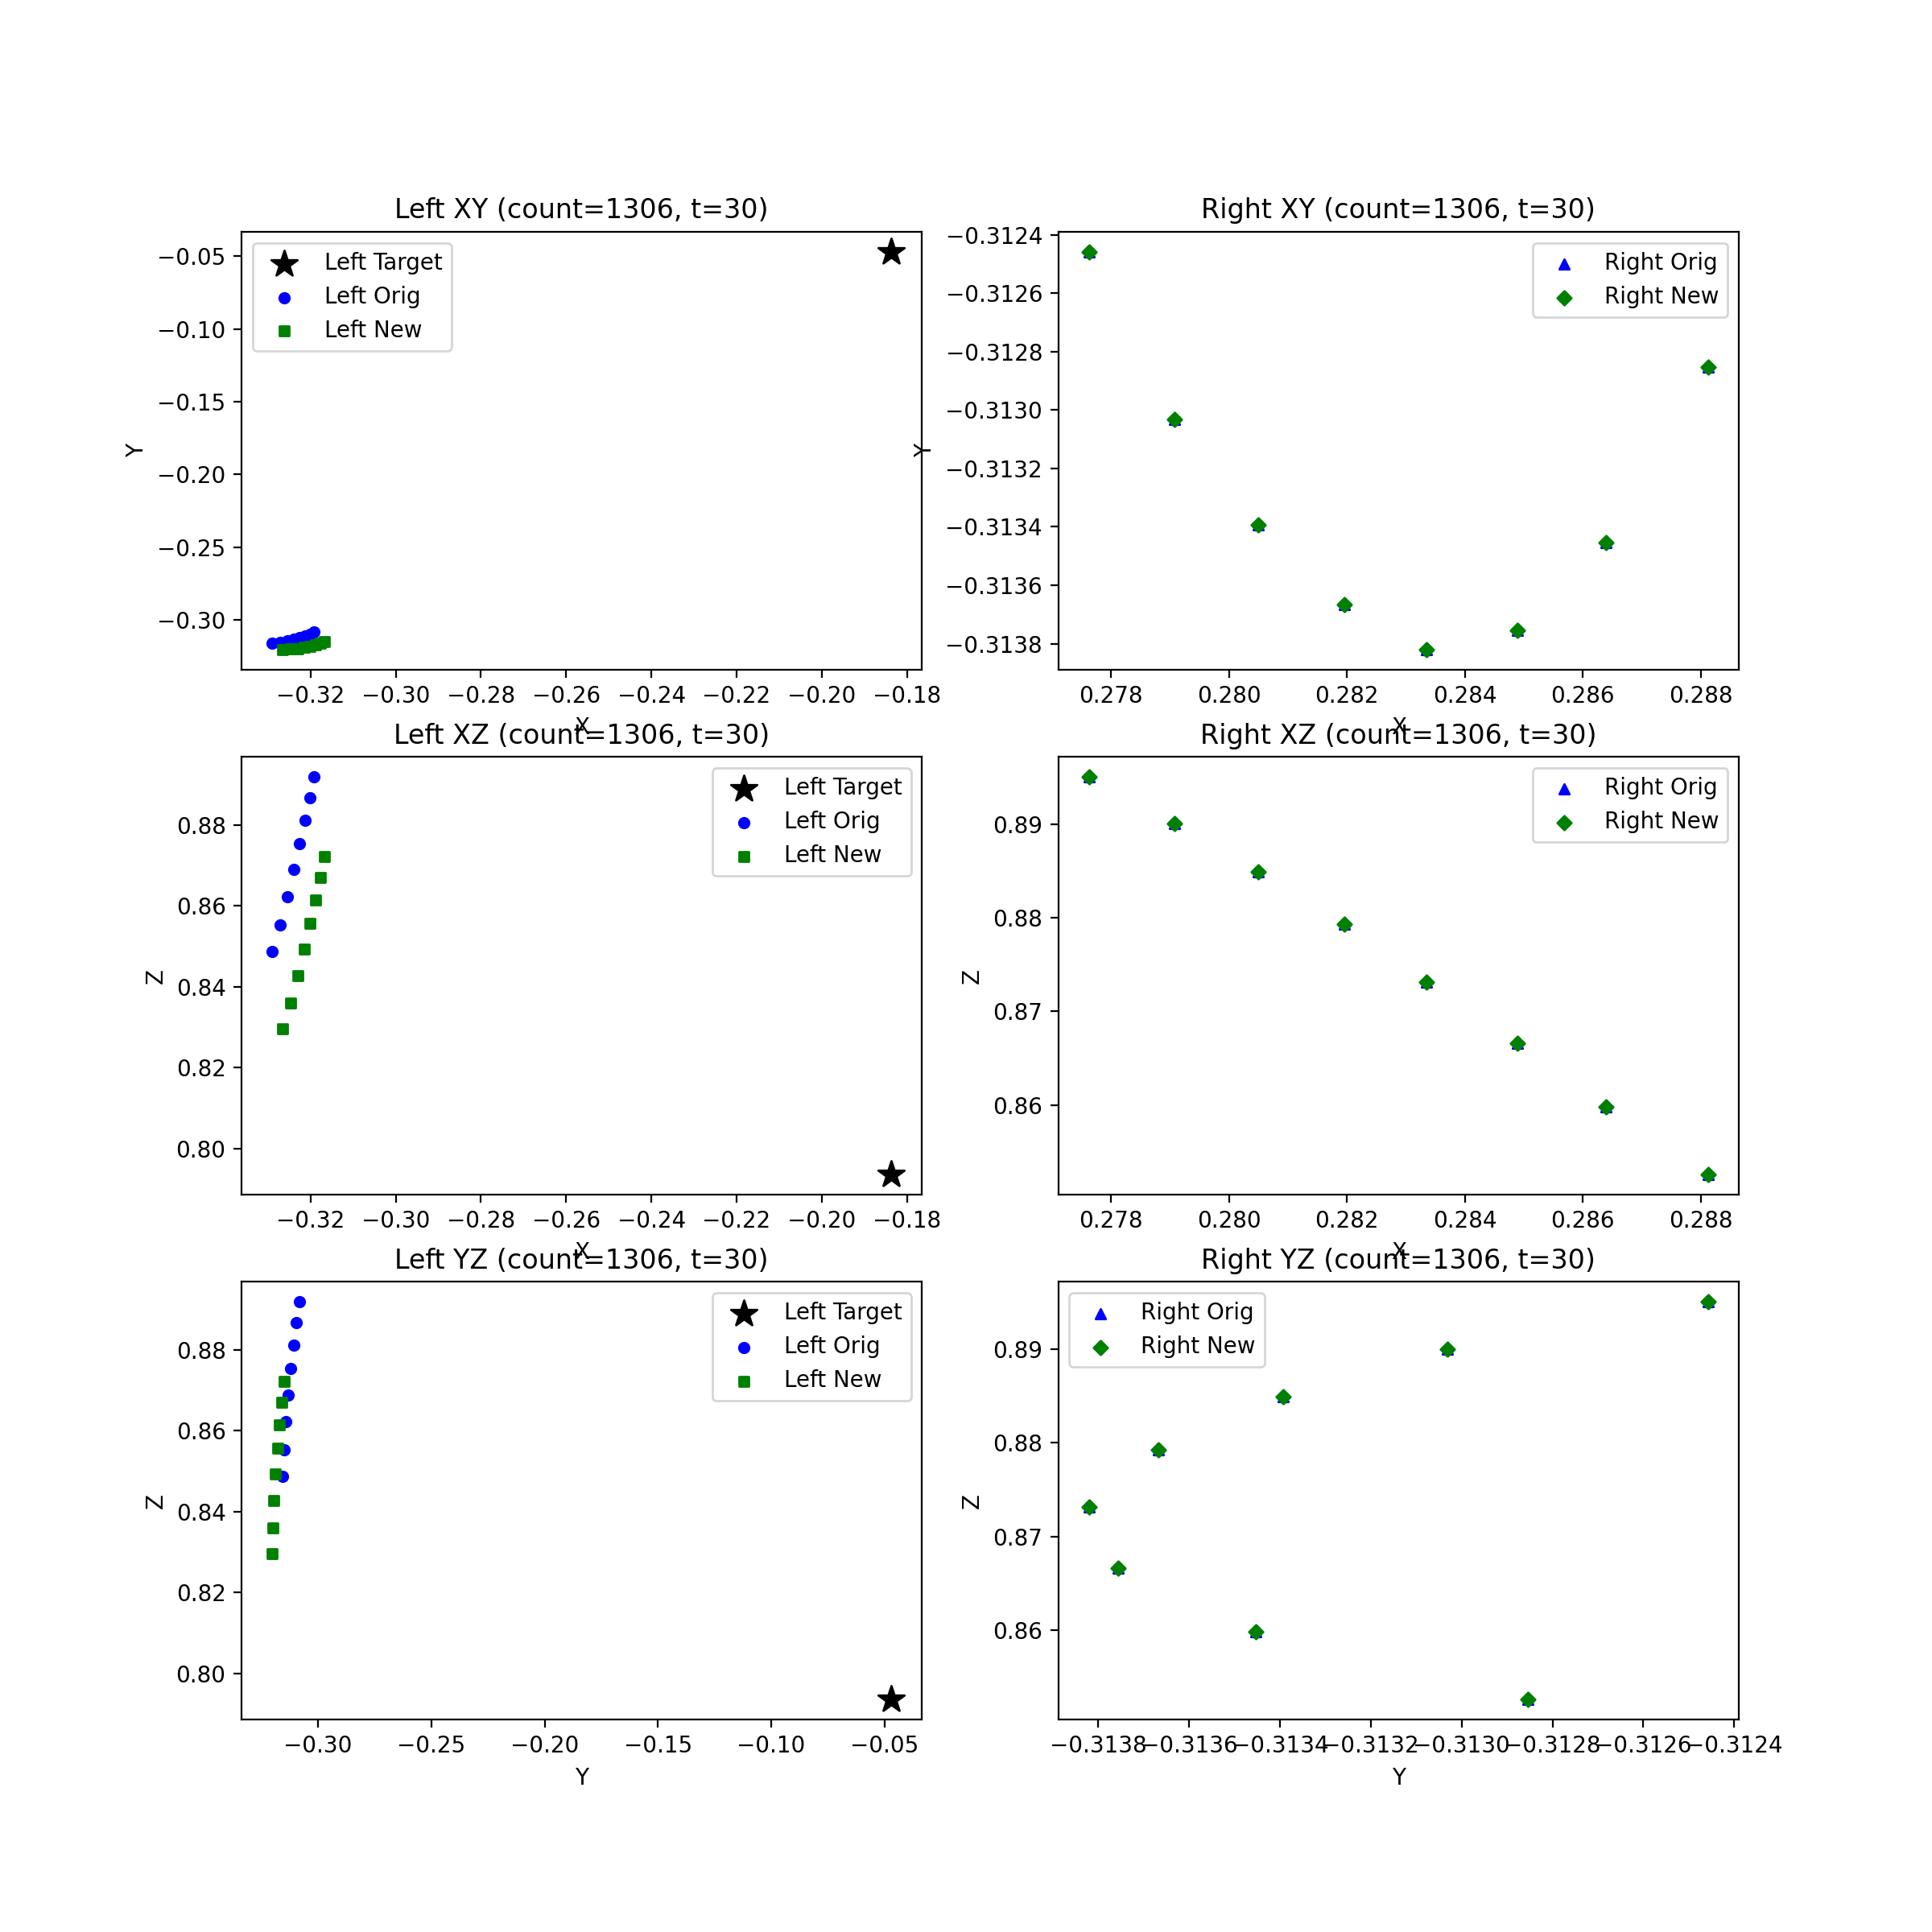 Left XY (count=1306, t=30)
−0.05
−0.10
−0.15
−0.20
−0.25
−0.30
Y
Left Target
Left Orig
Left New
−0.32 −0.30 −0.28 −0.26 −0.24 −0.22 −0.20 −0.18
X
Right XY (count=1306, t=30)
−0.3124
−0.3126
−0.3128
−0.3130
−0.3132
−0.3134
−0.3136
−0.3138
Y
Right Orig
Right New
0.278 0.280 0.282 0.284 0.286 0.288
X
Left XZ (count=1306, t=30)
0.88
0.86
0.84
0.82
0.80
Z
Left Target
Left Orig
Left New
−0.32 −0.30 −0.28 −0.26 −0.24 −0.22 −0.20 −0.18
X
Right XZ (count=1306, t=30)
0.89
0.88
0.87
0.86
Z
Right Orig
Right New
0.278 0.280 0.282 0.284 0.286 0.288
X
Left YZ (count=1306, t=30)
0.88
0.86
0.84
0.82
0.80
Z
Left Target
Left Orig
Left New
−0.30 −0.25 −0.20 −0.15 −0.10 −0.05
Y
Right YZ (count=1306, t=30)
0.89
0.88
0.87
0.86
Z
Right Orig
Right New
−0.3138 −0.3136 −0.3134 −0.3132 −0.3130 −0.3128 −0.3126 −0.3124
Y